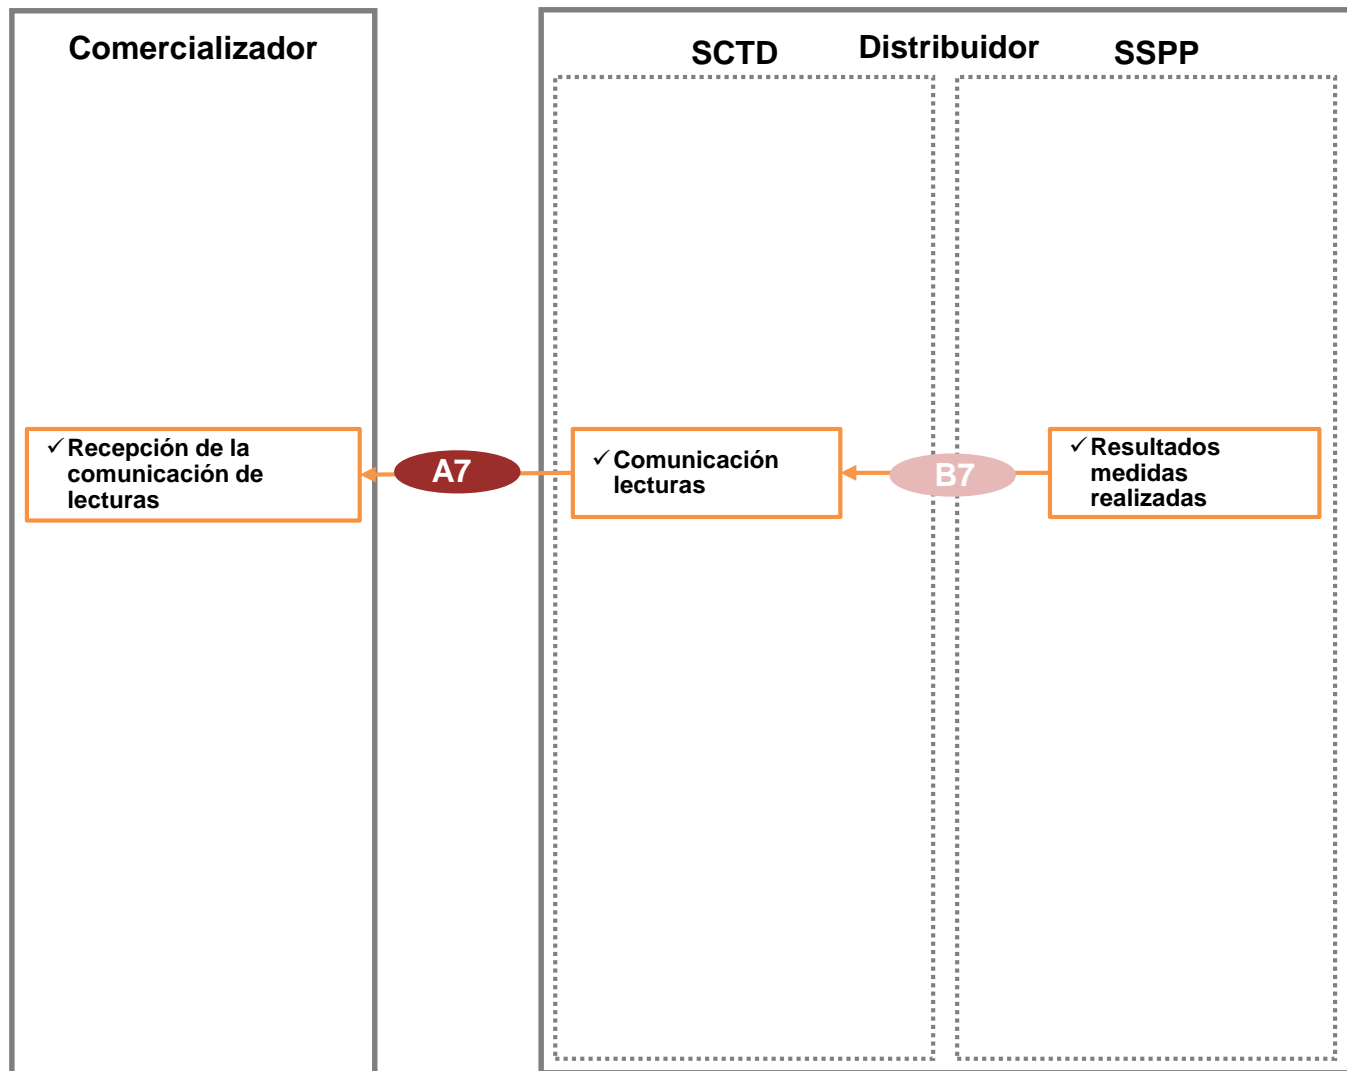 Comercializador
SCTD
Distribuidor
SSPP
✓ Recepción de la
comunicación de
lecturas
A7
✓ Comunicación
lecturas
B7
✓ Resultados
medidas
realizadas